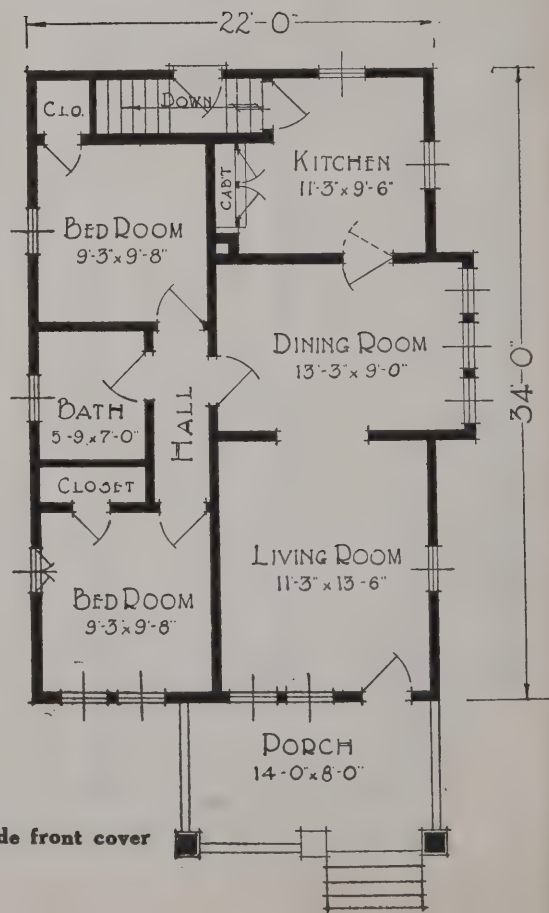 22'-0"
CLO.
DOWN
KITCHEN
11'-3" x 9'-6"
CAB'T
BED ROOM
9'-3" x 9'-8"
DINING ROOM
13'-3" x 9'-0"
34'-0"
BATH
5-9 x 7'-0"
HALL
CLOSET
LIVING ROOM
11'-3" x 13-6"
BED ROOM
9'-3 x 9'-8"
PORCH
14-0" x 8'-0"
de front cover